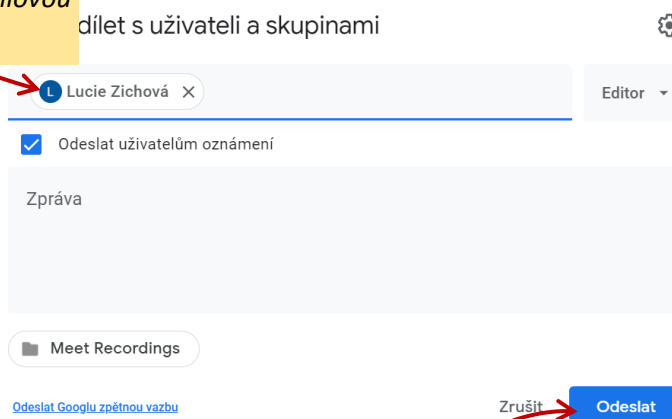 dílet s uživateli a skupinami
L Lucie Zichová
Editor
Odeslat uživatelům oznámení
Zpráva
Meet Recordings
Odeslat Googlu zpětnou vazbu
Zrušit
Odeslat